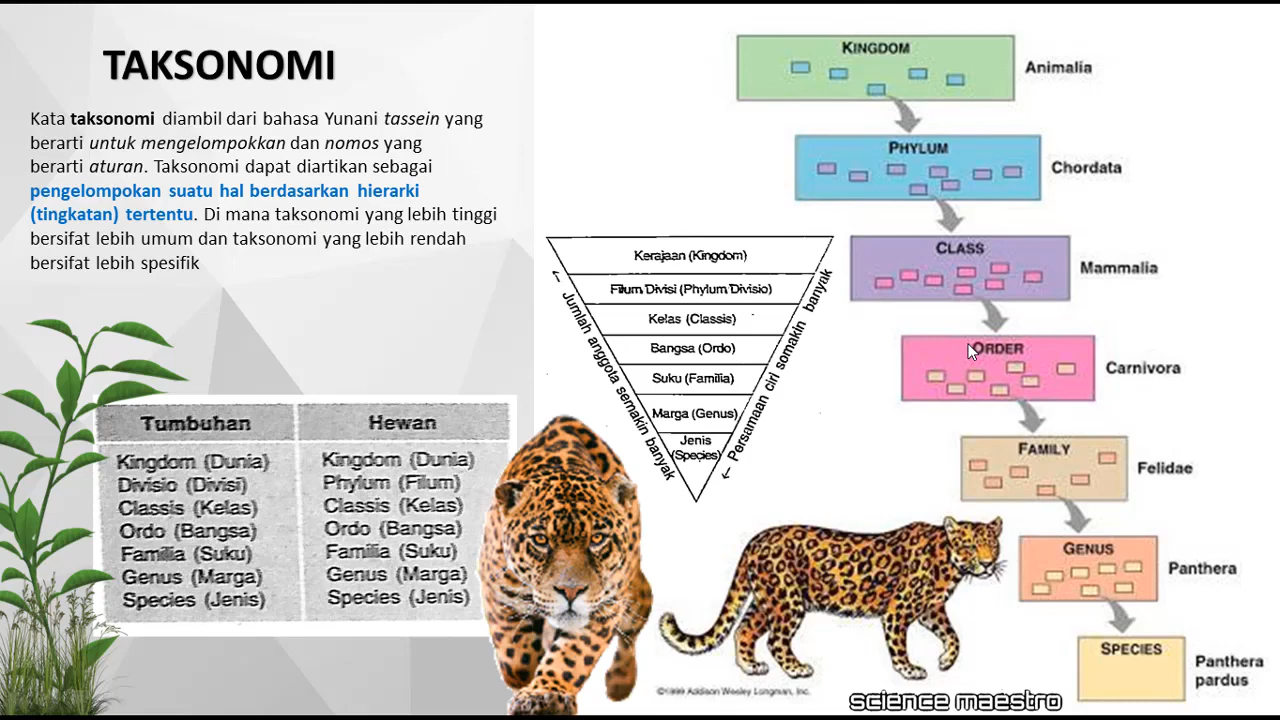 TAKSONOMI
Kata taksonomi diambil dari bahasa Yunani tassein yang
berarti untuk mengelompokkan dan nomos yang
berarti aturan. Taksonomi dapat diartikan sebagai
pengelompokan suatu hal berdasarkan hierarki
(tingkatan) tertentu. Di mana taksonomi yang lebih tinggi
bersifat lebih umum dan taksonomi yang lebih rendah
bersifat lebih spesifik
Tumbuhan
Kingdom (Dunia)
Divisio (Divisi)
Classis (Kelas)
Ordo (Bangsa)
Familia (Suku)
Genus (Marga)
Species (Jenis)
Hewan
Kingdom (Dunia)
Phylum (Filum)
Classis (Kelas)
Ordo (Bangsa)
Familia (Suku)
Genus (Marga)
Species (Jenis)
Kerajaan (Kingdom)
Filum/Divisi (Phylum/Divisio)
Kelas (Classis)
Bangsa (Ordo)
Suku (Familia)
Marga (Genus)
Jenis
(Species)
← Jumlah anggota semakin banyak
← Persamaan ciri somakin banyak
KINGDOM
Animalia
PHYLUM
Chordata
CLASS
Mammalia
ORDER
Carnivora
FAMILY
Felidae
GENUS
Panthera
SPECIES
Panthera
pardus
©1999 Addison Wesley Longman, Inc.
science maestro